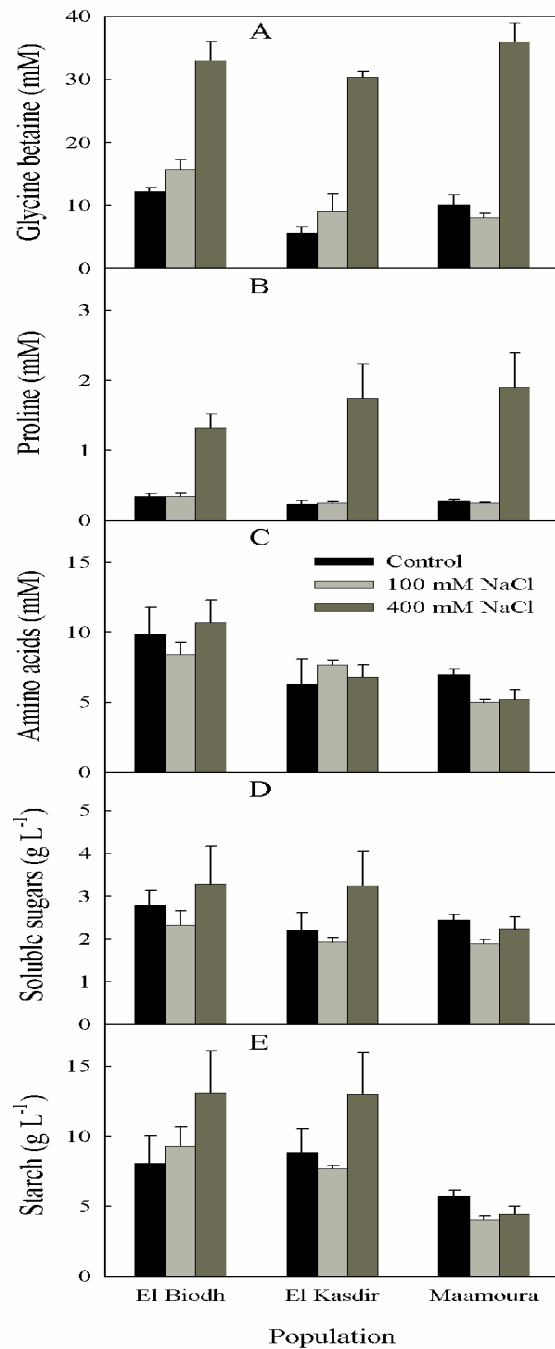 A
Glycine betaine (mM)
40
30
20
10
0
B
Proline (mM)
3
2
1
0
C
Amino acids (mM)
15
10
5
0
Control
100 mM NaCl
400 mM NaCl
D
Soluble sugars (g L-1)
5
4
3
2
1
0
E
Starch (g L-1)
15
10
5
0
El Biodh El Kasdir Maamoura
Population